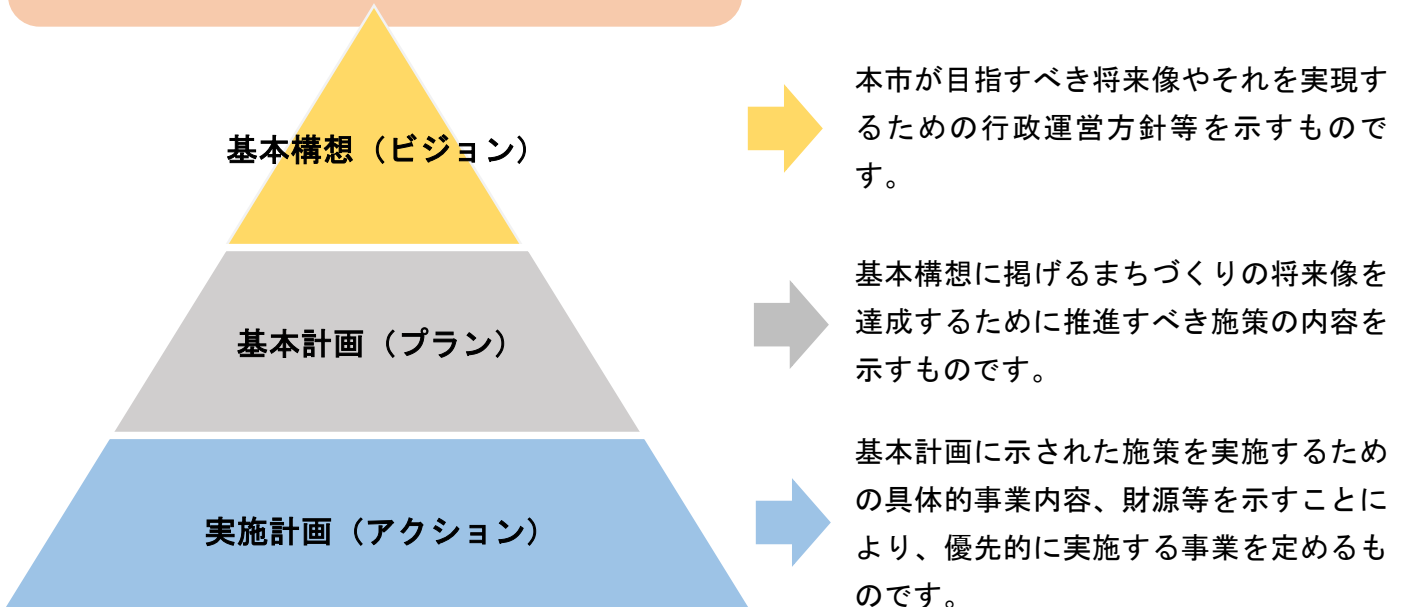 基本構想（ビジョン）
本市が目指すべき将来像やそれを実現す
るための行政運営方針等を示すもので
す。
基本計画（プラン）
基本構想に掲げるまちづくりの将来像を
達成するために推進すべき施策の内容を
示すものです。
実施計画（アクション）
基本計画に示された施策を実施するため
の具体的事業内容、財源等を示すことに
より、優先的に実施する事業を定めるも
のです。